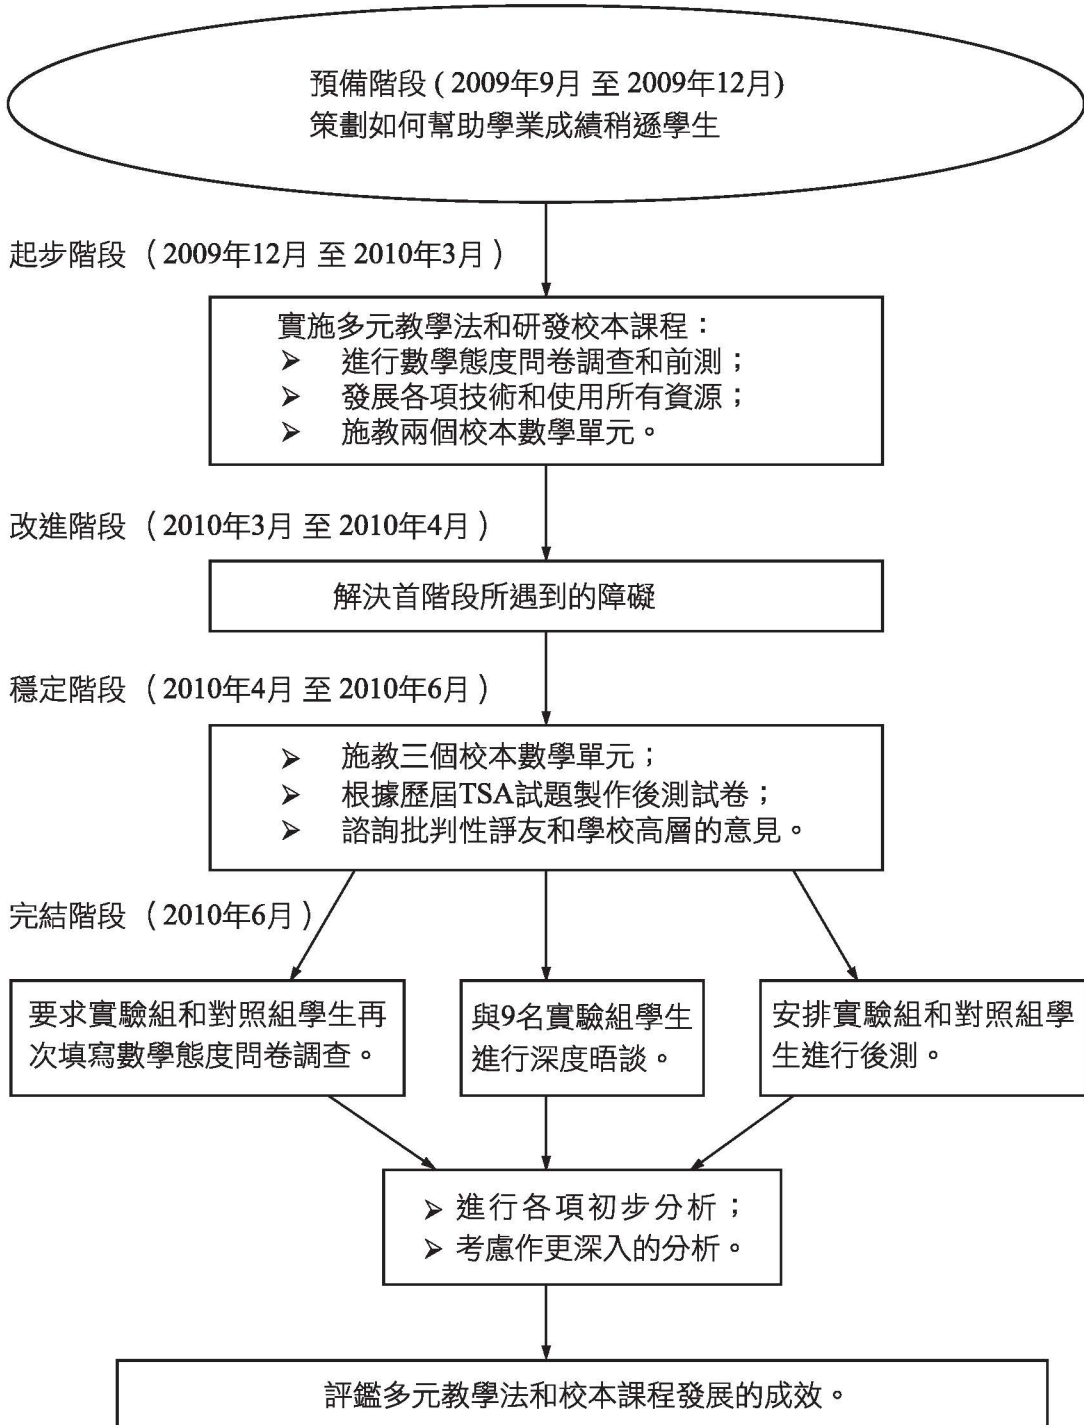 預備階段 ( 2009年9月 至 2009年12月)
策劃如何幫助學業成績稍遜學生
起步階段 （2009年12月 至 2010年3月）
實施多元教學法和研發校本課程：
➢ 進行數學態度問卷調查和前測；
➢ 發展各項技術和使用所有資源；
➢ 施教兩個校本數學單元。
改進階段 （2010年3月 至 2010年4月）
解決首階段所遇到的障礙
穩定階段 （2010年4月 至 2010年6月）
➢ 施教三個校本數學單元；
➢ 根據歷屆TSA試題製作後測試卷；
➢ 諮詢批判性諍友和學校高層的意見。
完結階段 （2010年6月）
要求實驗組和對照組學生再
次填寫數學態度問卷調查。
與9名實驗組學生
進行深度晤談。
安排實驗組和對照組學
生進行後測。
➢ 進行各項初步分析；
➢ 考慮作更深入的分析。
評鑑多元教學法和校本課程發展的成效。